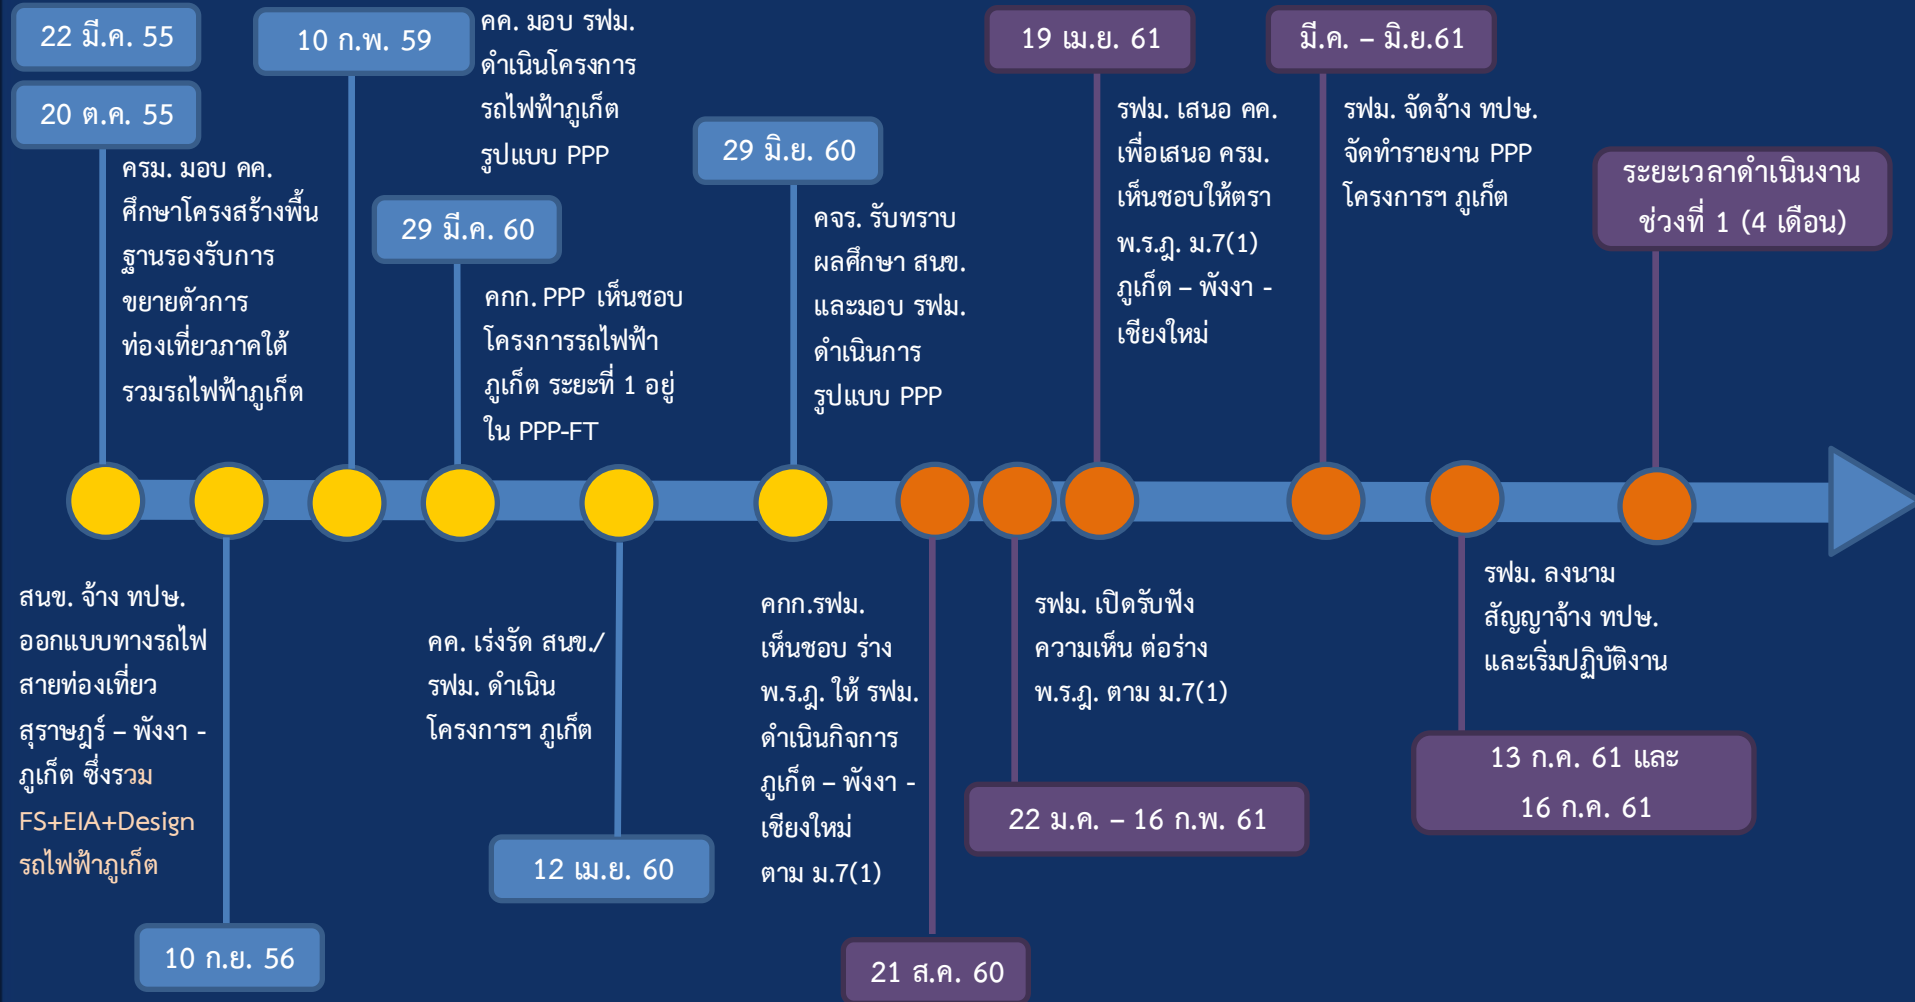 22 มี.ค. 55
20 ต.ค. 55
ครม. มอบ คค.
ศึกษาโครงสร้างพื้น
ฐานรองรับการ
ขยายตัวการ
ท่องเที่ยวภาคใต้
รวมรถไฟฟ้าภูเก็ต
10 ก.พ. 59
คค. มอบ รฟม.
ดำเนินโครงการ
รถไฟฟ้าภูเก็ต
รูปแบบ PPP
29 มี.ค. 60
คกก. PPP เห็นชอบ
โครงการรถไฟฟ้า
ภูเก็ต ระยะที่ 1 อยู่
ใน PPP-FT
29 มิ.ย. 60
คจร. รับทราบ
ผลศึกษา สนข.
และมอบ รฟม.
ดำเนินการ
รูปแบบ PPP
19 เม.ย. 61
รฟม. เสนอ คค.
เพื่อเสนอ ครม.
เห็นชอบให้ตรา
พ.ร.ฎ. ม.7(1)
ภูเก็ต – พังงา -
เชียงใหม่
มี.ค. – มิ.ย.61
รฟม. จัดจ้าง ทปษ.
จัดทำรายงาน PPP
โครงการฯ ภูเก็ต
ระยะเวลาดำเนินงาน
ช่วงที่ 1 (4 เดือน)
สนข. จ้าง ทปษ.
ออกแบบทางรถไฟ
สายท่องเที่ยว
สุราษฎร์ – พังงา -
ภูเก็ต ซึ่งรวม
FS+EIA+Design
รถไฟฟ้าภูเก็ต
10 ก.ย. 56
คค. เร่งรัด สนข./
รฟม. ดำเนิน
โครงการฯ ภูเก็ต
12 เม.ย. 60
คกก.รฟม.
เห็นชอบ ร่าง
พ.ร.ฎ. ให้ รฟม.
ดำเนินกิจการ
ภูเก็ต – พังงา -
เชียงใหม่
ตาม ม.7(1)
21 ส.ค. 60
รฟม. เปิดรับฟัง
ความเห็น ต่อร่าง
พ.ร.ฎ. ตาม ม.7(1)
22 ม.ค. – 16 ก.พ. 61
รฟม. ลงนาม
สัญญาจ้าง ทปษ.
และเริ่มปฏิบัติงาน
13 ก.ค. 61 และ
16 ก.ค. 61